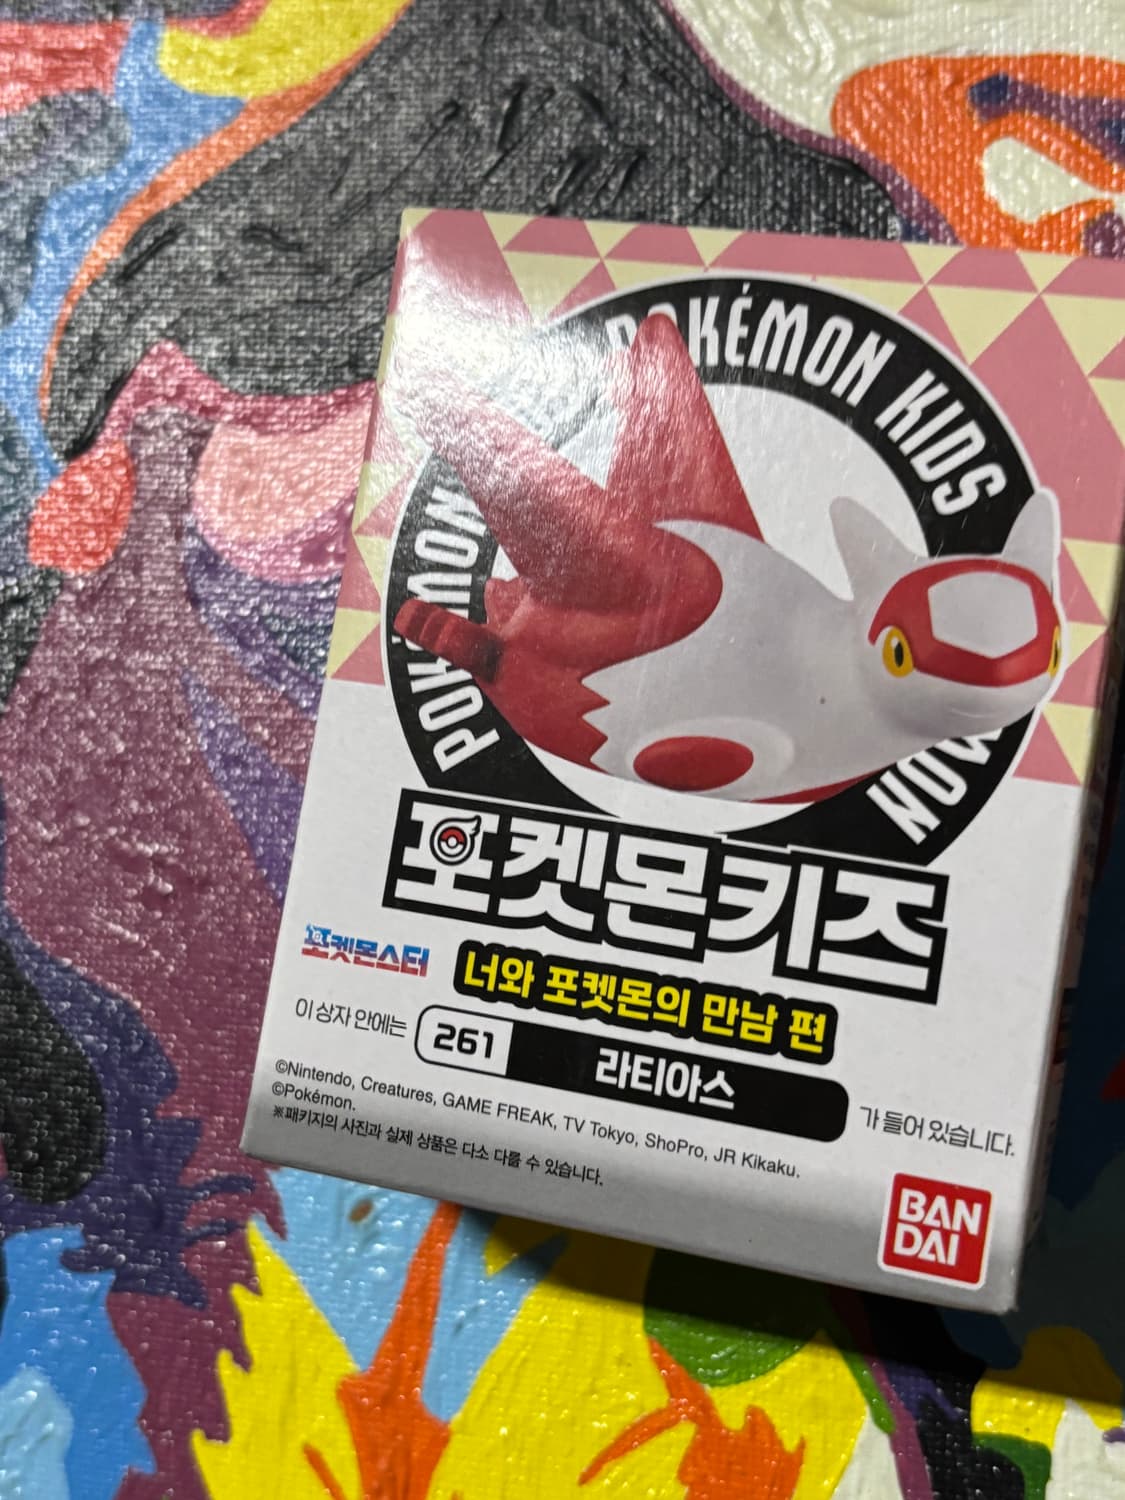 POKÉMON KIDS
포켓몬키즈
포켓몬스터
너와 포켓몬의 만남 편
이 상자 안에는 261 라티아스 가 들어 있습니다.
©Nintendo, Creatures, GAME FREAK, TV Tokyo, ShoPro, JR Kikaku.
©Pokémon.
※패키지의 사진과 실제 상품은 다소 다를 수 있습니다.
BAN
DAI